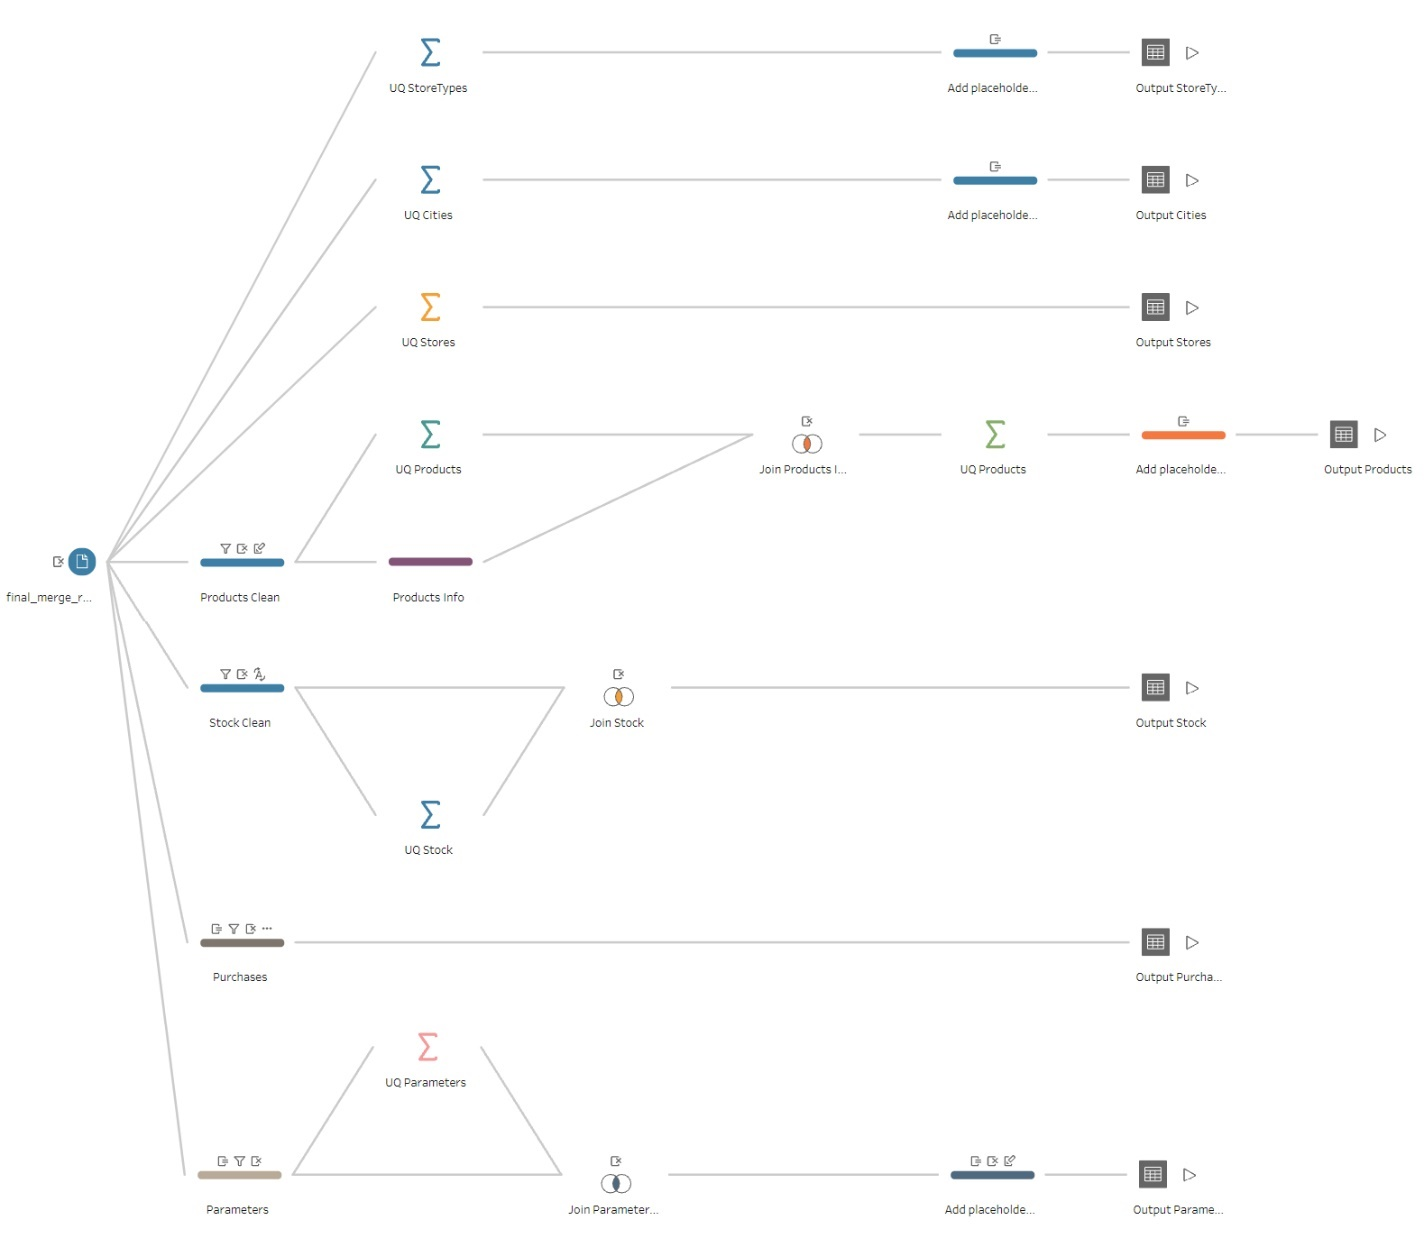 UQ StoreTypes
Add placeholde...
Output StoreTy...
UQ Cities
Add placeholde...
Output Cities
UQ Stores
Output Stores
UQ Products
Join Products I...
UQ Products
Add placeholde...
Output Products
final_merge_r...
Products Clean
Products Info
Stock Clean
Join Stock
Output Stock
UQ Stock
Purchases
Output Purcha...
UQ Parameters
Parameters
Join Parameter...
Add placeholde...
Output Parame...